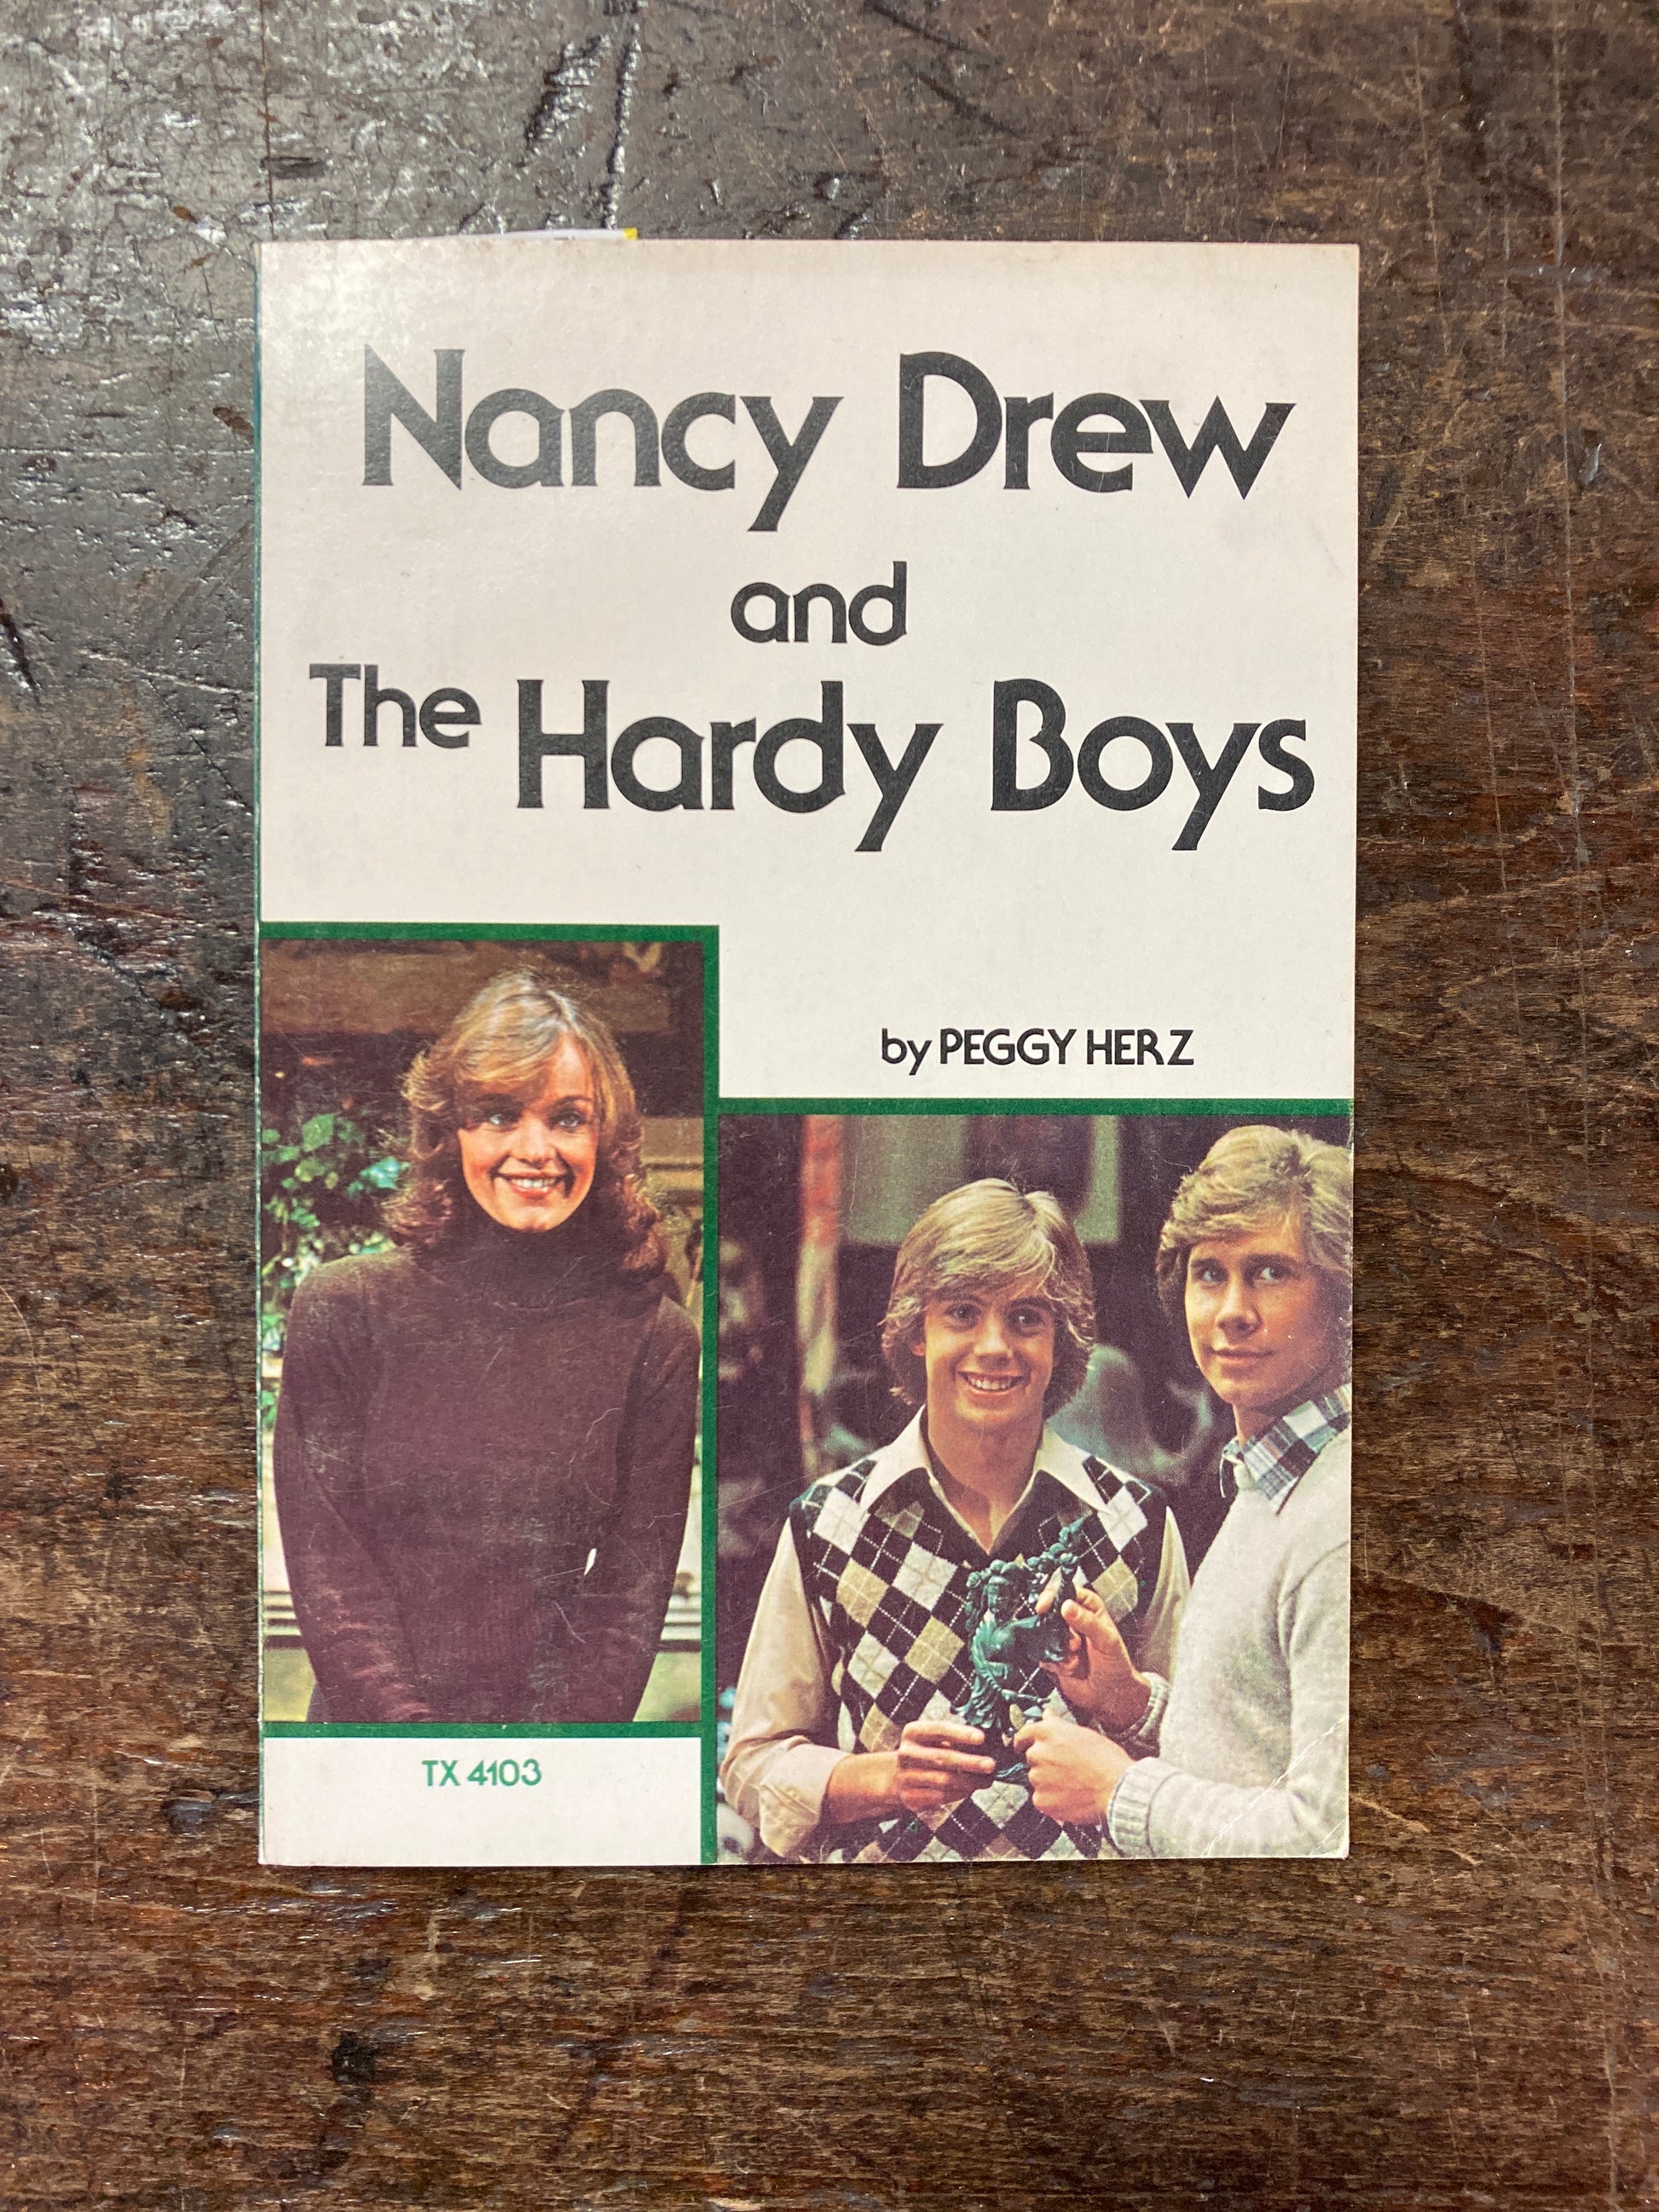 Nancy Drew
and
The Hardy Boys
by PEGGY HERZ
TX 4103